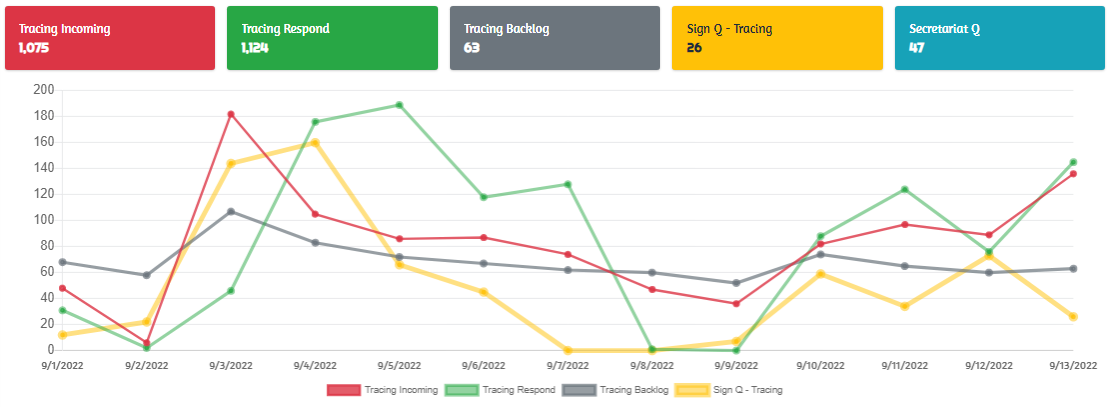 Tracing Incoming
1,075
Tracing Respond
1,124
Tracing Backlog
63
Sign Q - Tracing
26
Secretariat Q
47
200
180
160
140
120
100
80
60
40
20
0
9/1/2022 9/2/2022 9/3/2022 9/4/2022 9/5/2022 9/6/2022 9/7/2022 9/8/2022 9/9/2022 9/10/2022 9/11/2022 9/12/2022 9/13/2022
Tracing Incoming Tracing Respond Tracing Backlog Sign Q - Tracing